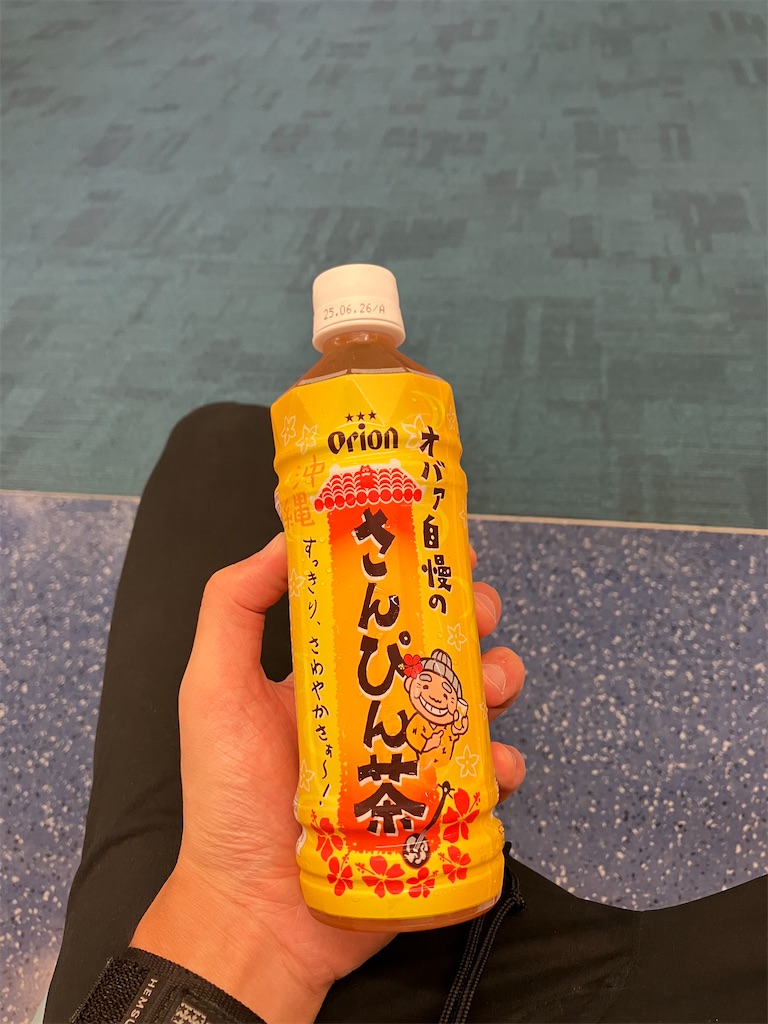 25.06.26/A
Orion
オバァ自慢の
さんぴん茶
沖縄
すっきり、さわやかさぁ〜!